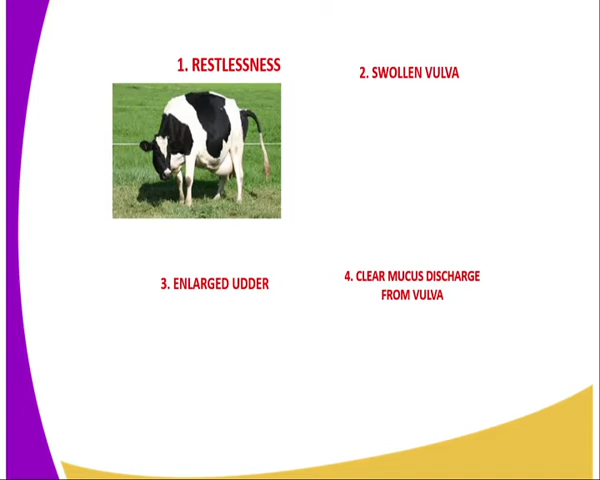 1. RESTLESSNESS
2. SWOLLEN VULVA
3. ENLARGED UDDER
4. CLEAR MUCUS DISCHARGE
FROM VULVA